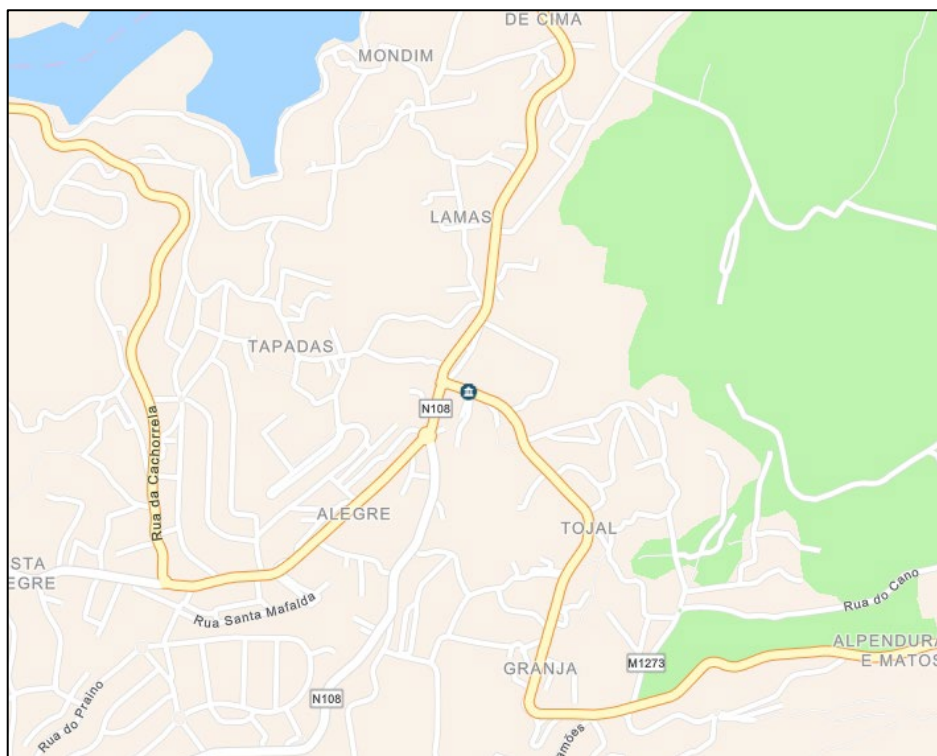 DE CIMA
MONDIM
LAMAS
TAPADAS
N108
Rua da Cachorrela
ALEGRE
TOJAL
STA
EGRE
Rua Santa Mafalda
Rua do Cano
ALPENDURA
E MATOS
GRANJA
M1273
N108
Rua do Praino
mões